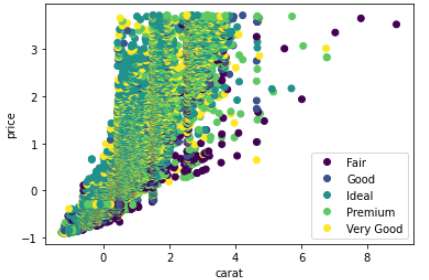 3
2
1
0
−1
price
0
2
4
6
8
carat
Fair
Good
Ideal
Premium
Very Good